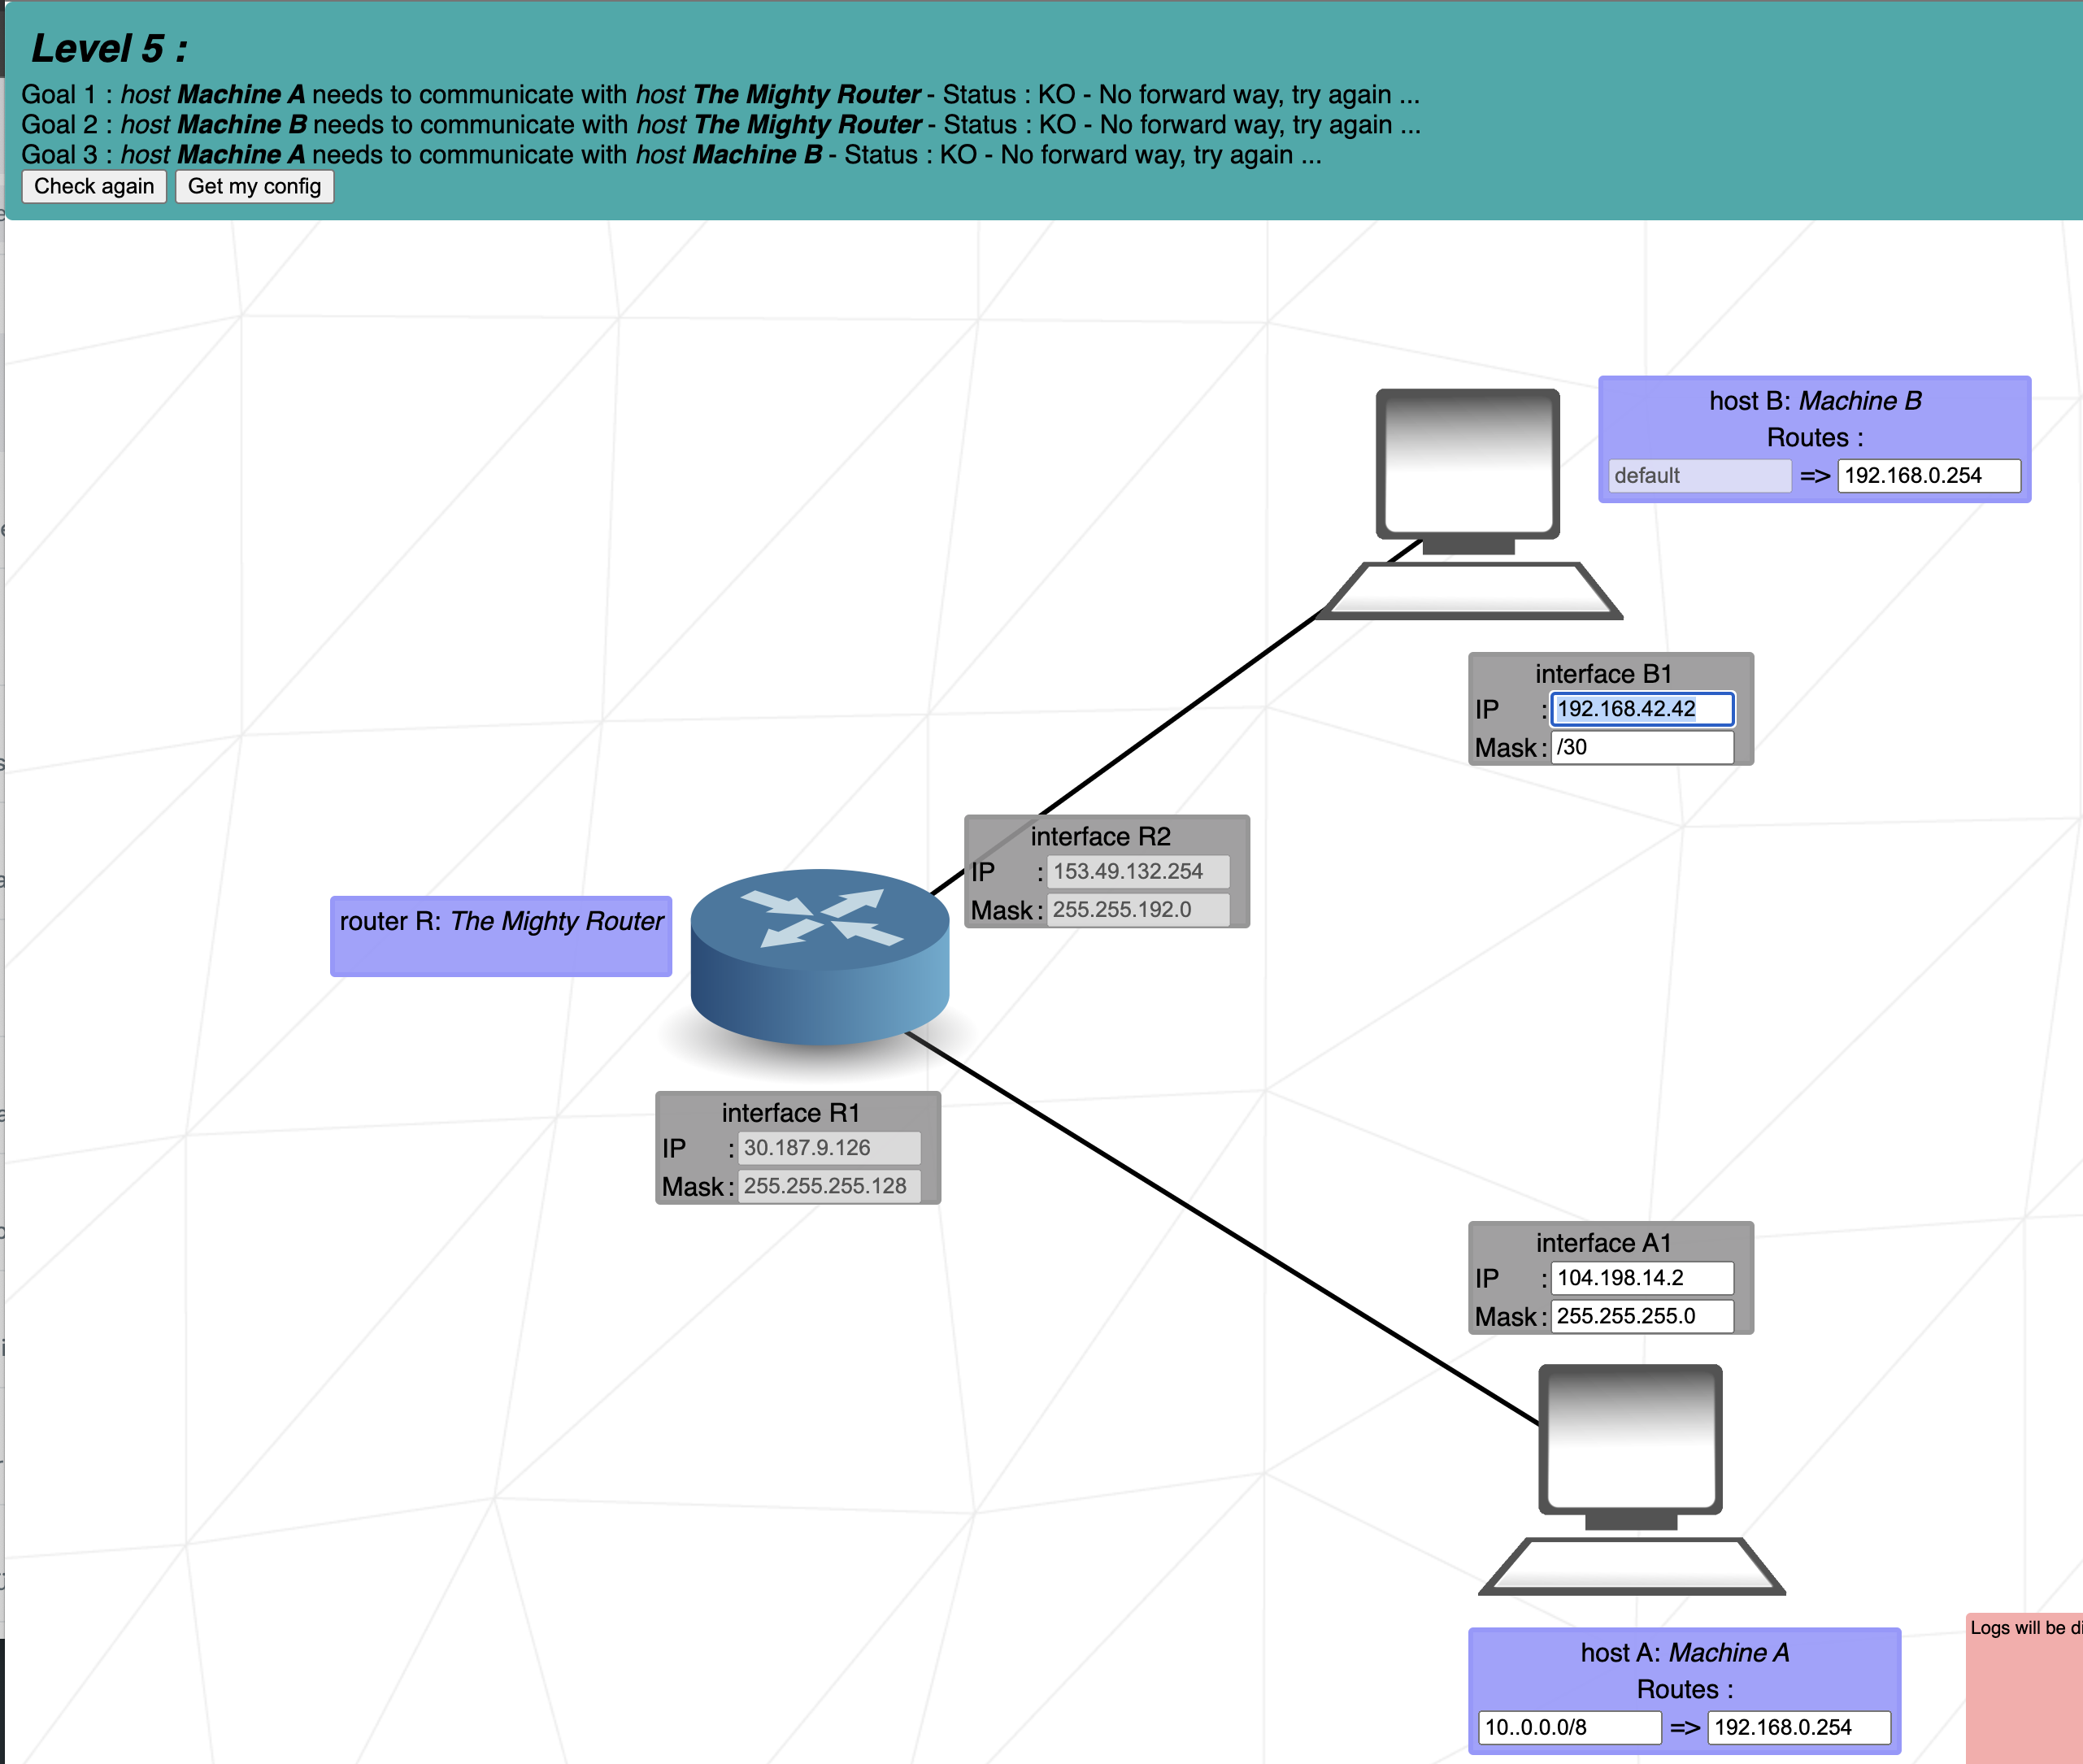 Level 5 :
Goal 1 : host Machine A needs to communicate with host The Mighty Router - Status : KO - No forward way, try again ...
Goal 2 : host Machine B needs to communicate with host The Mighty Router - Status : KO - No forward way, try again ...
Goal 3 : host Machine A needs to communicate with host Machine B - Status : KO - No forward way, try again ...
Check again Get my config
host B: Machine B
Routes :
default => 192.168.0.254
interface B1
IP : 192.168.42.42
Mask : /30
interface R2
IP : 153.49.132.254
Mask : 255.255.192.0
router R: The Mighty Router
interface R1
IP : 30.187.9.126
Mask : 255.255.255.128
interface A1
IP : 104.198.14.2
Mask : 255.255.255.0
Logs will be di
host A: Machine A
Routes :
10..0.0.0/8 => 192.168.0.254